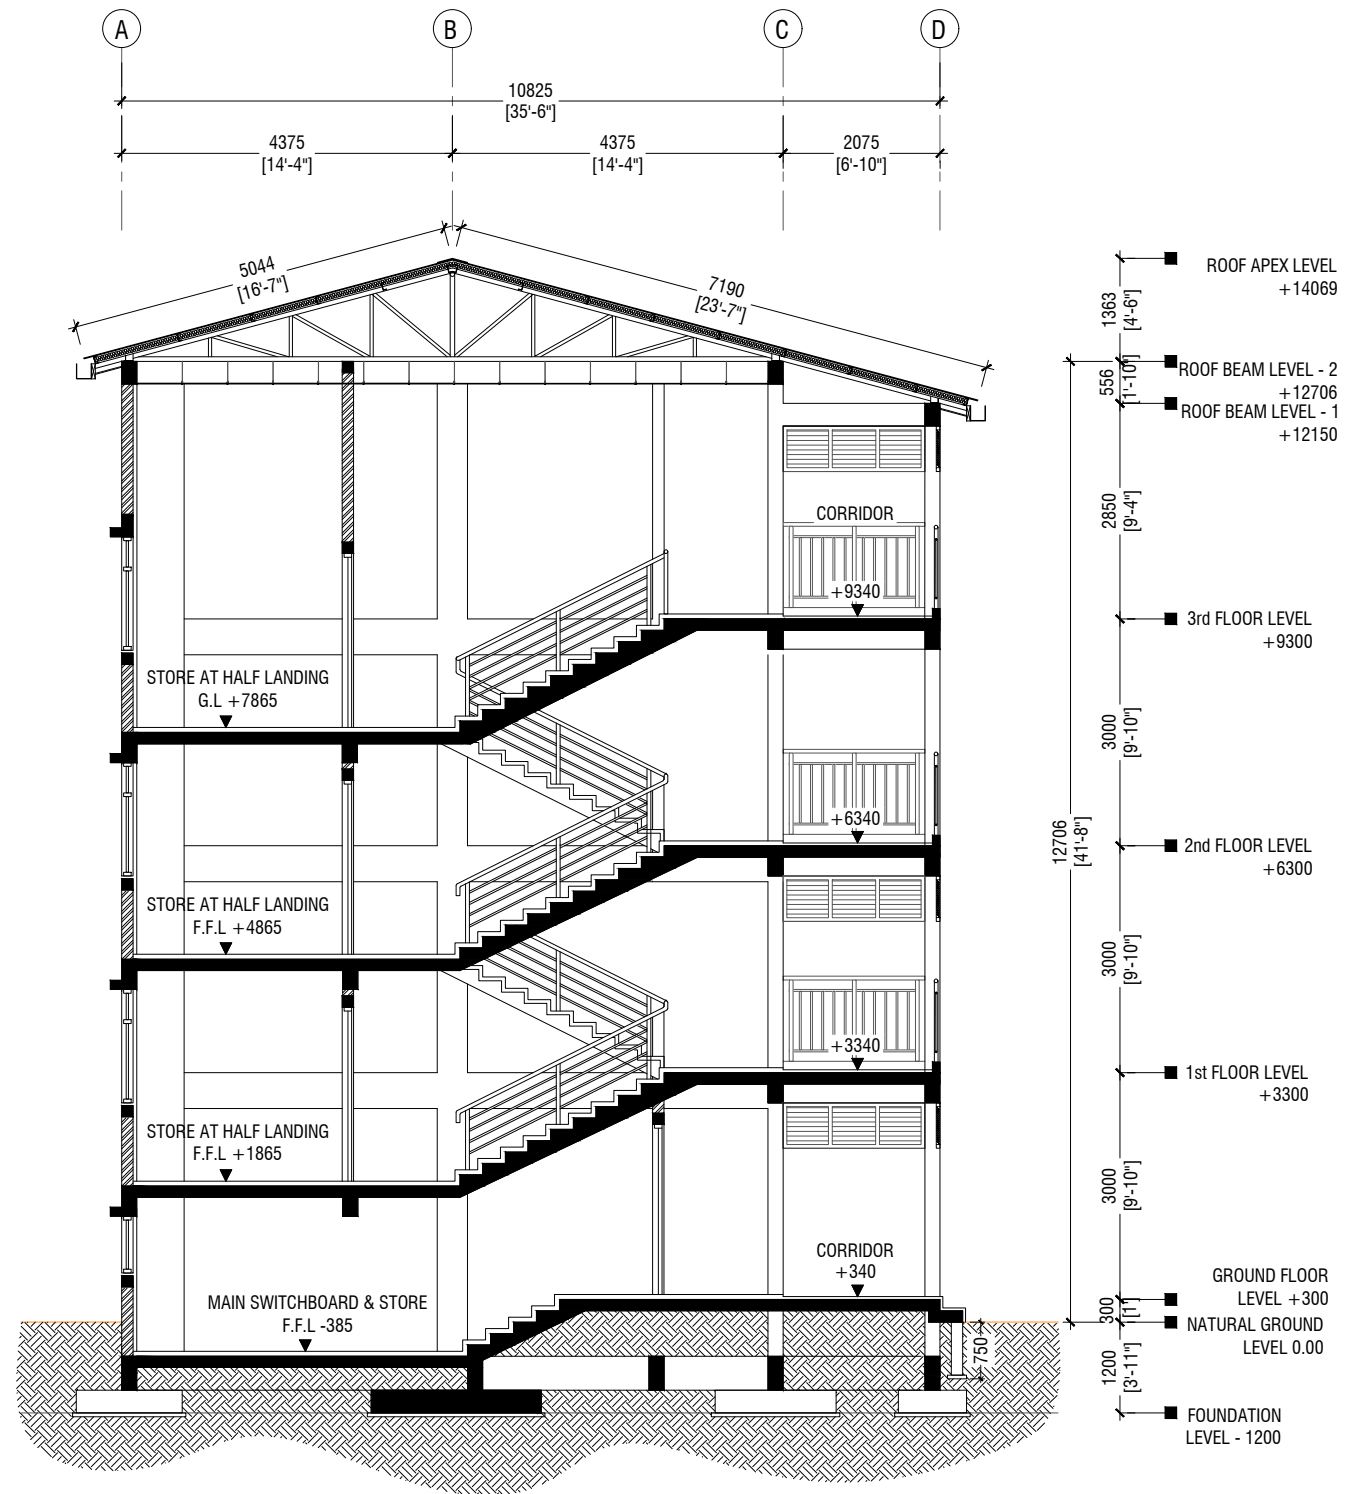 A
B
C
D
10825
[35'-6"]
4375
[14'-4"]
4375
[14'-4"]
2075
[6'-10"]
5044
[16'-7"]
7190
[23'-7"]
1363
[4'-6"]
ROOF APEX LEVEL
+14069
556
[1'-10"]
ROOF BEAM LEVEL - 2
+12706
ROOF BEAM LEVEL - 1
+12150
2850
[9'-4"]
CORRIDOR
+9340
3rd FLOOR LEVEL
+9300
STORE AT HALF LANDING
G.L +7865
3000
[9'-10"]
+6340
12706
[41'-8"]
2nd FLOOR LEVEL
+6300
STORE AT HALF LANDING
F.F.L +4865
3000
[9'-10"]
+3340
1st FLOOR LEVEL
+3300
STORE AT HALF LANDING
F.F.L +1865
3000
[9'-10"]
CORRIDOR
+340
GROUND FLOOR
LEVEL +300
MAIN SWITCHBOARD & STORE
F.F.L -385
300
[1']
NATURAL GROUND
LEVEL 0.00
750
1200
[3'-11"]
FOUNDATION
LEVEL - 1200